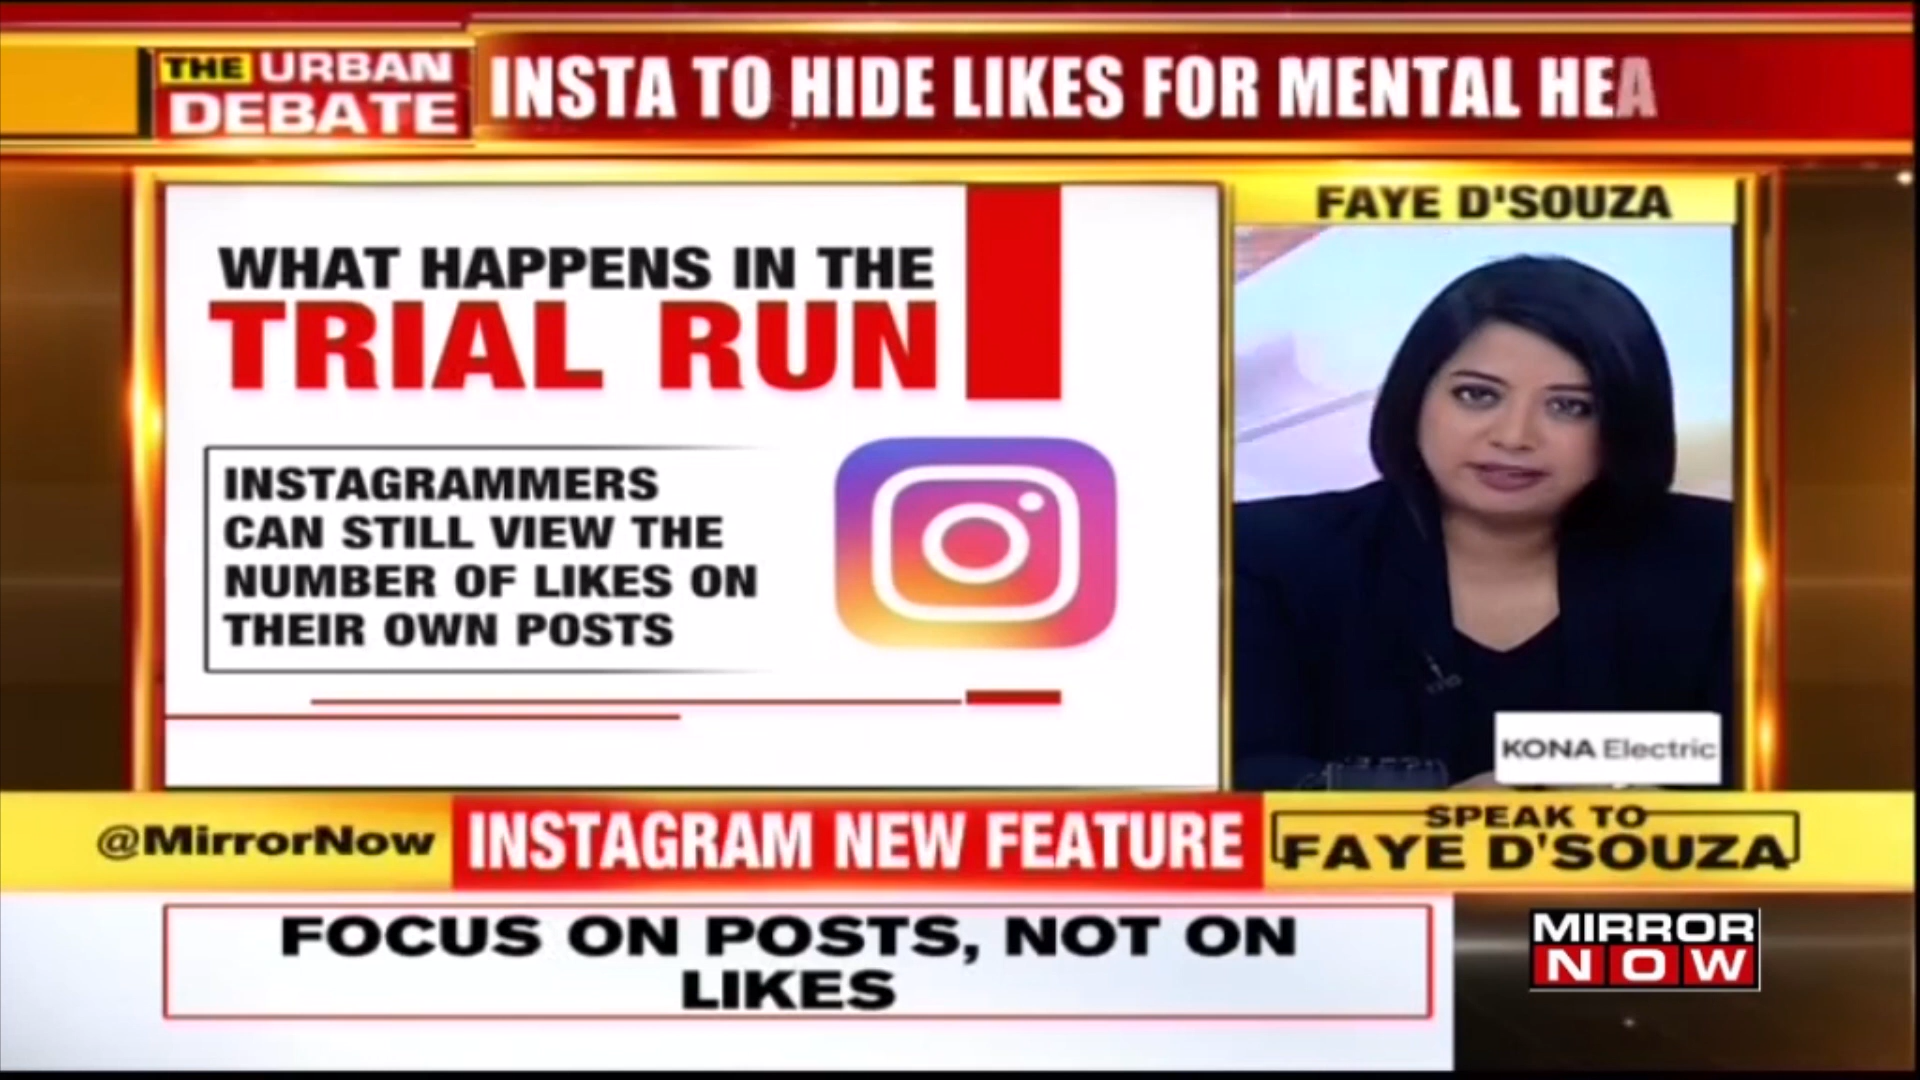 THE URBAN
DEBATE
INSTA TO HIDE LIKES FOR MENTAL HEA
FAYE D'SOUZA
WHAT HAPPENS IN THE
TRIAL RUN
INSTAGRAMMERS
CAN STILL VIEW THE
NUMBER OF LIKES ON
THEIR OWN POSTS
KONA Electric
@MirrorNow
INSTAGRAM NEW FEATURE
SPEAK TO
FAYE D'SOUZA
FOCUS ON POSTS, NOT ON
LIKES
MIRROR
NOW